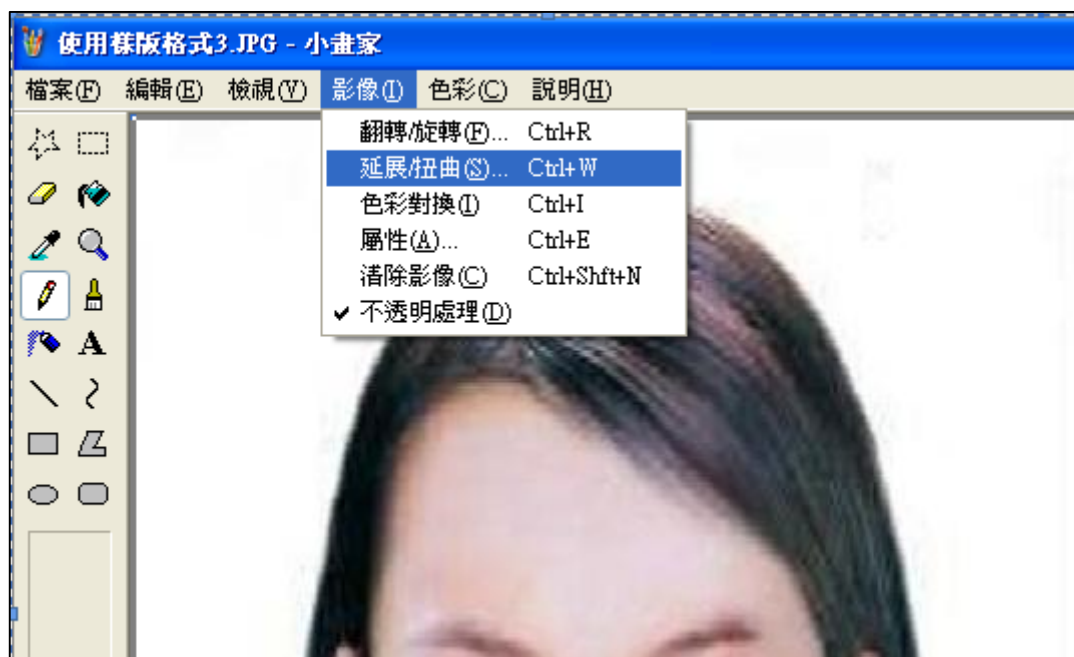 使用樣版格式3.JPG - 小畫家
檔案(F) 編輯(E) 檢視(V) 影像(I) 色彩(C) 說明(H)
翻轉/旋轉(F)... Ctrl+R
延展/扭曲(S)... Ctrl+W
色彩對換(I) Ctrl+I
屬性(A)... Ctrl+E
清除影像(C) Ctrl+Shft+N
不透明處理(D)
A